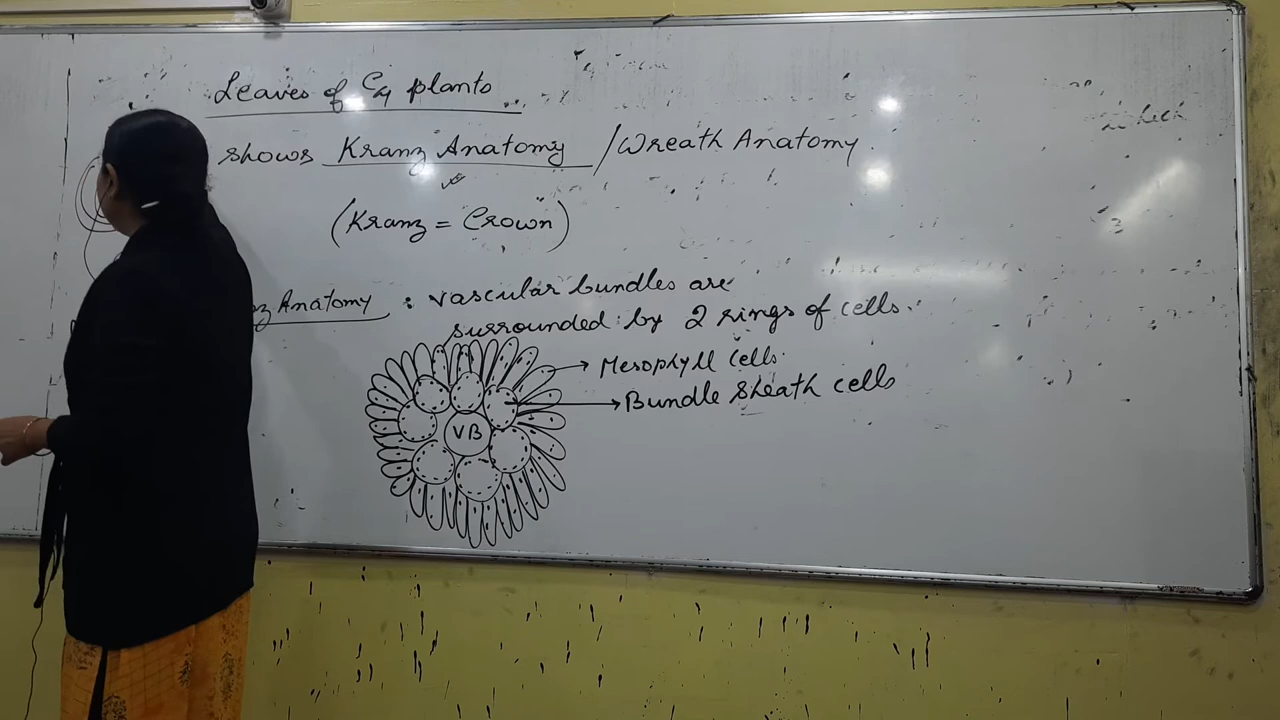 Leaves of C4 plants
shows Kranz Anatomy / Wreath Anatomy.
(Kranz = Crown)
nz Anatomy : vascular bundles are
surrounded by 2 rings of cells.
Mesophyll cells.
Bundle Sheath cells
VB